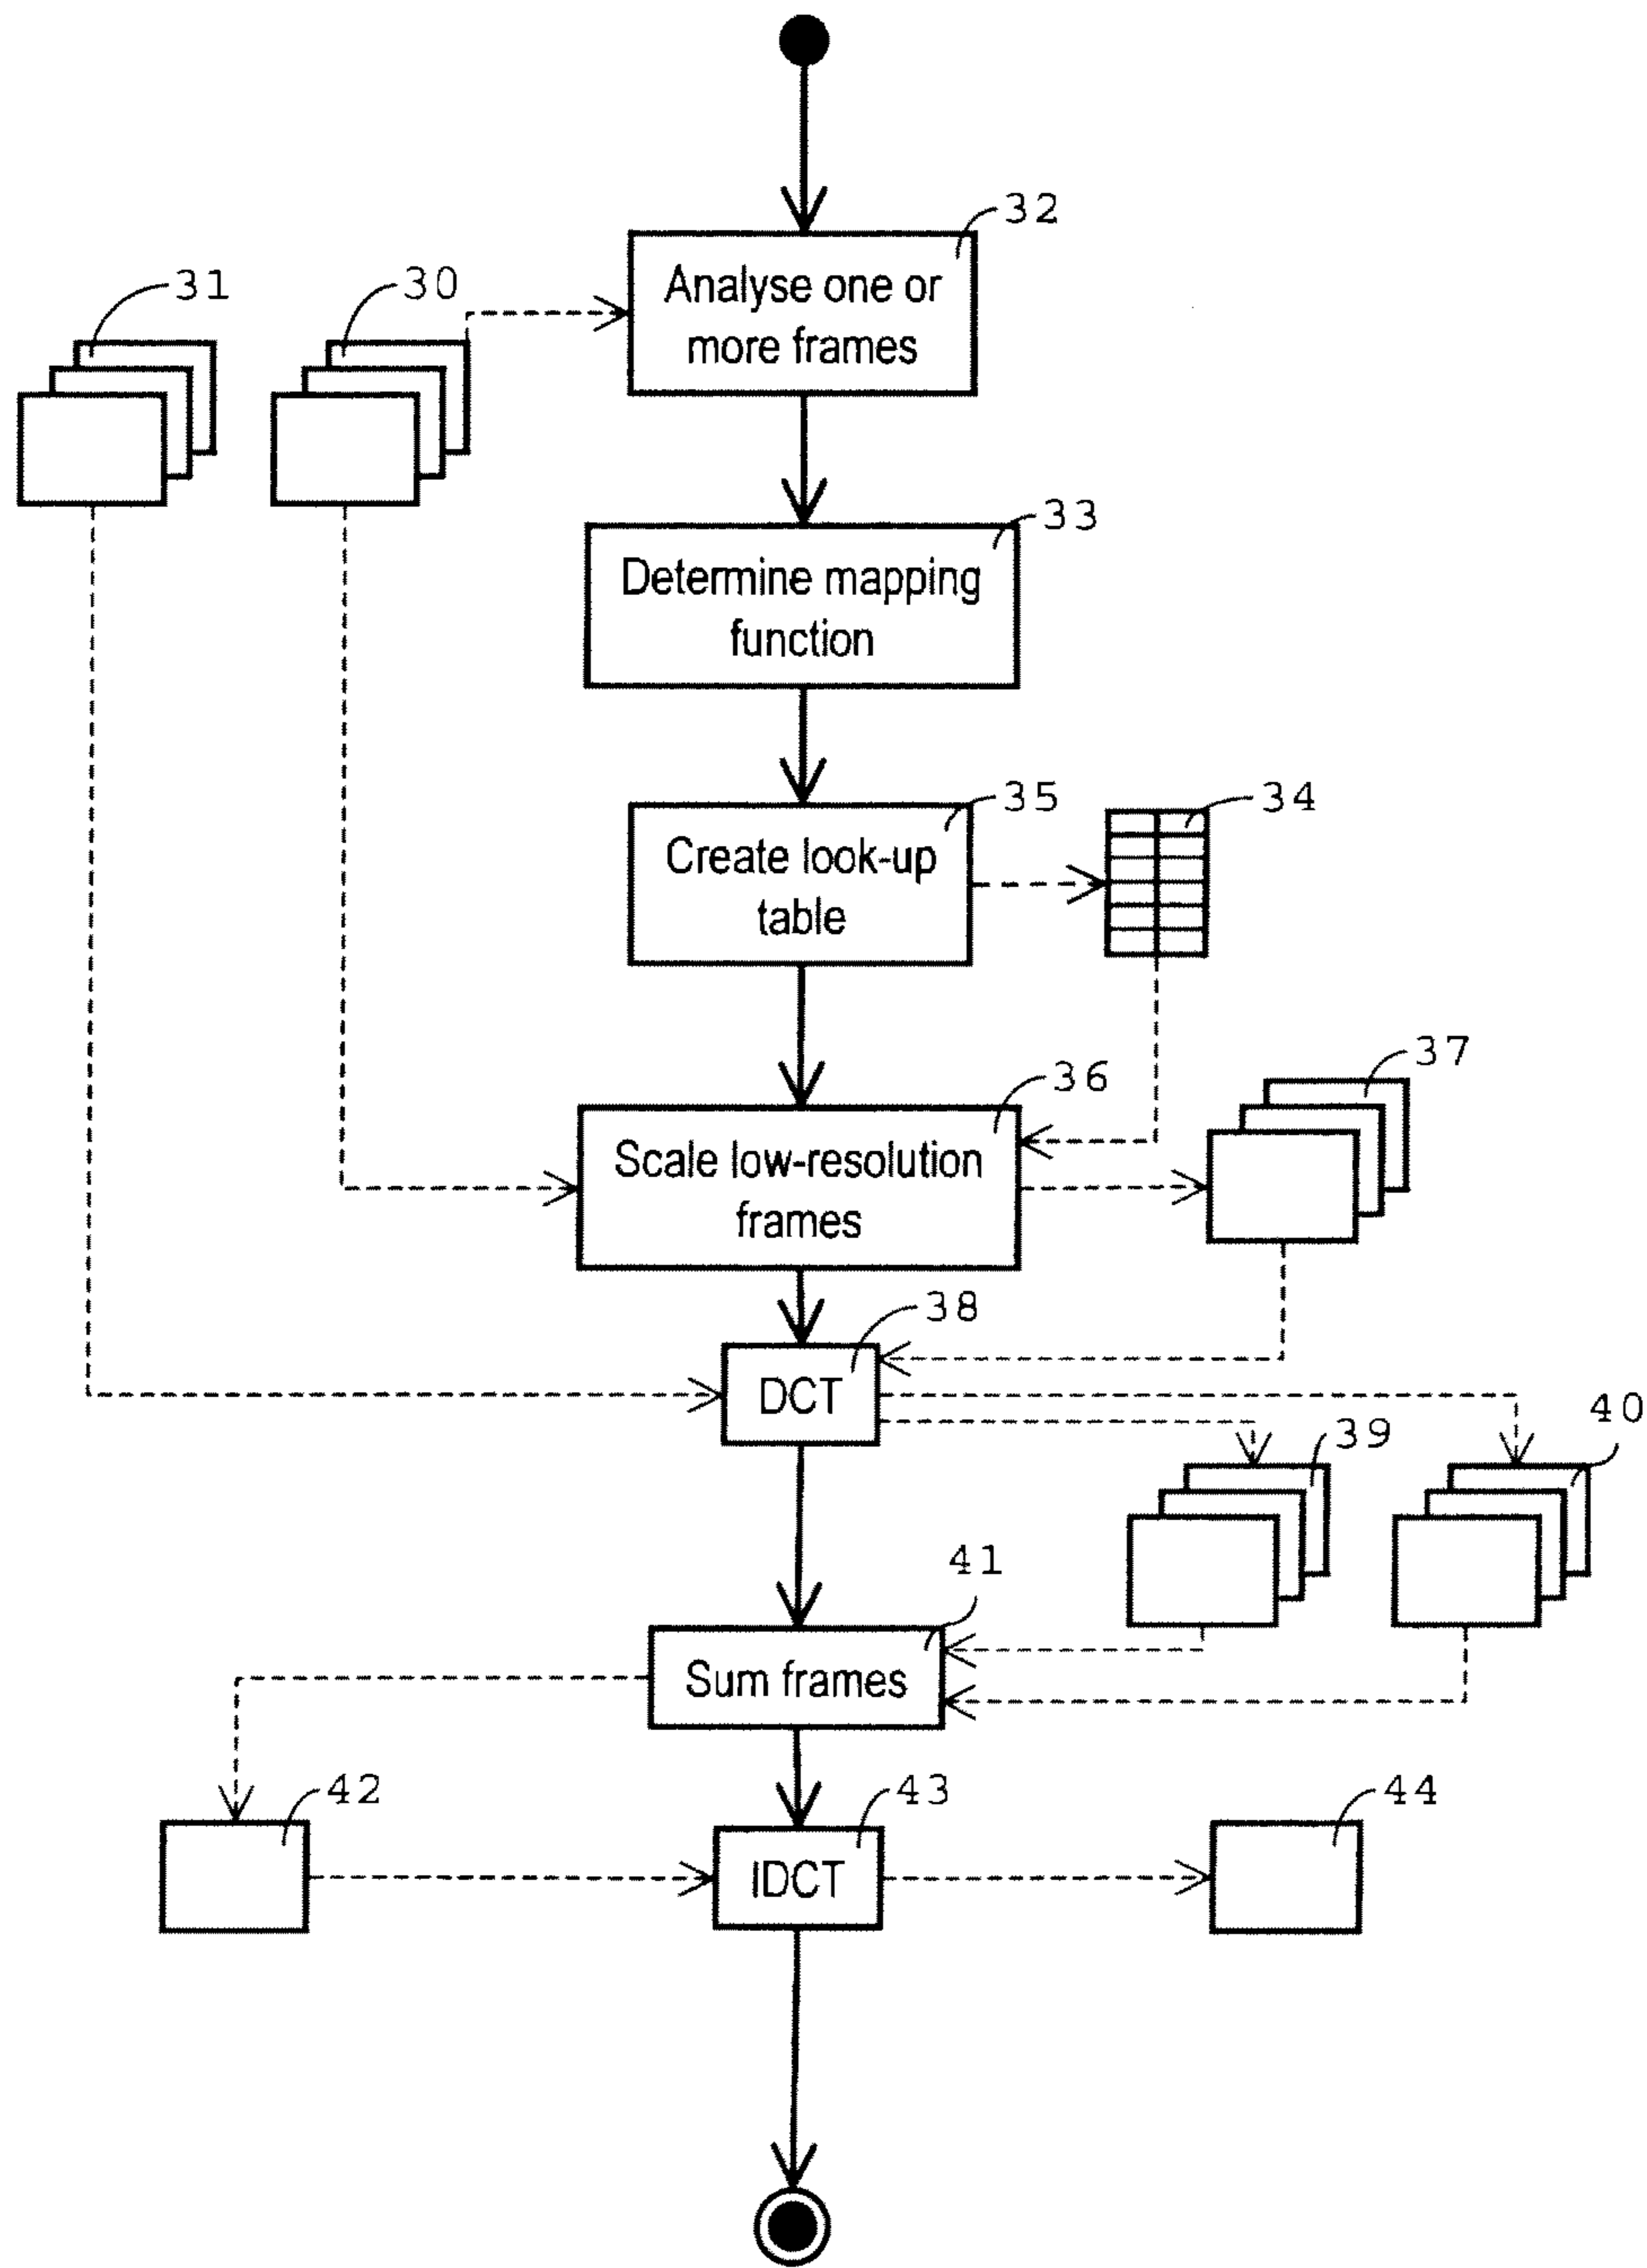 32
Analyse one or
more frames
31
30
33
Determine mapping
function
35
34
Create look-up
table
36
37
Scale low-resolution
frames
38
DCT
40
39
41
Sum frames
42
43
44
IDCT